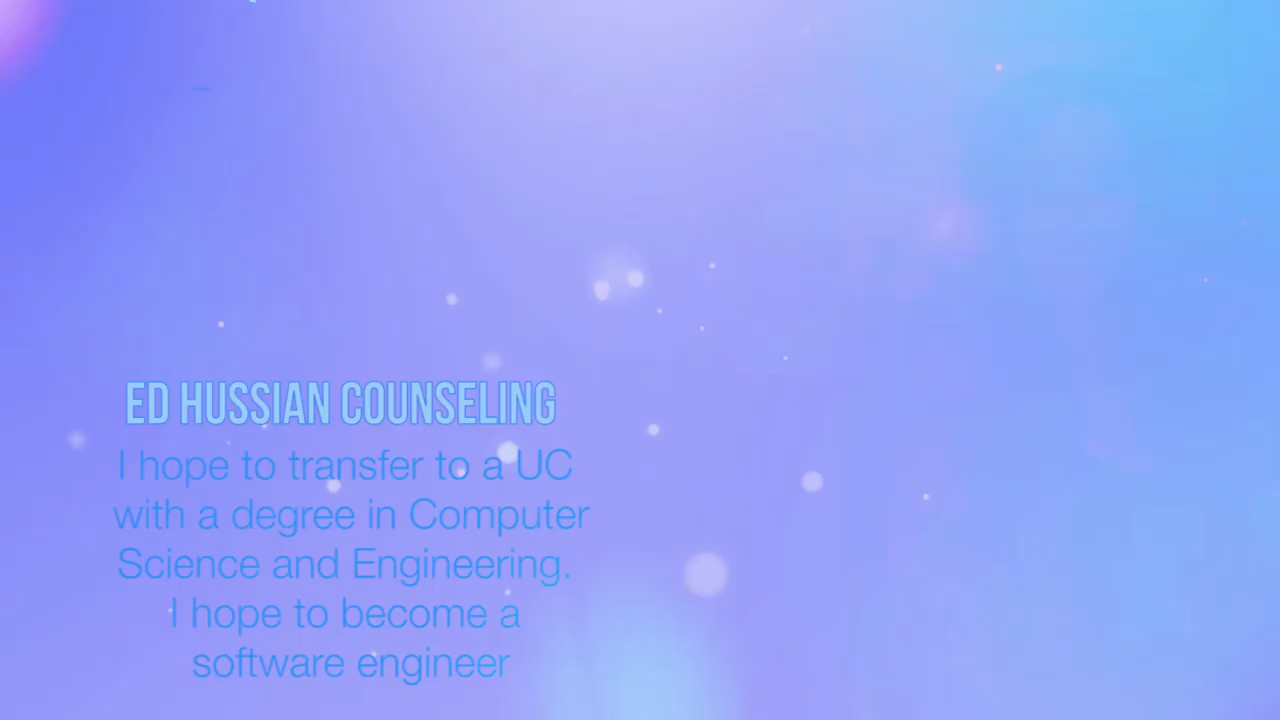 ED HUSSIAN COUNSELING
I hope to transfer to a UC
with a degree in Computer
Science and Engineering.
I hope to become a
software engineer